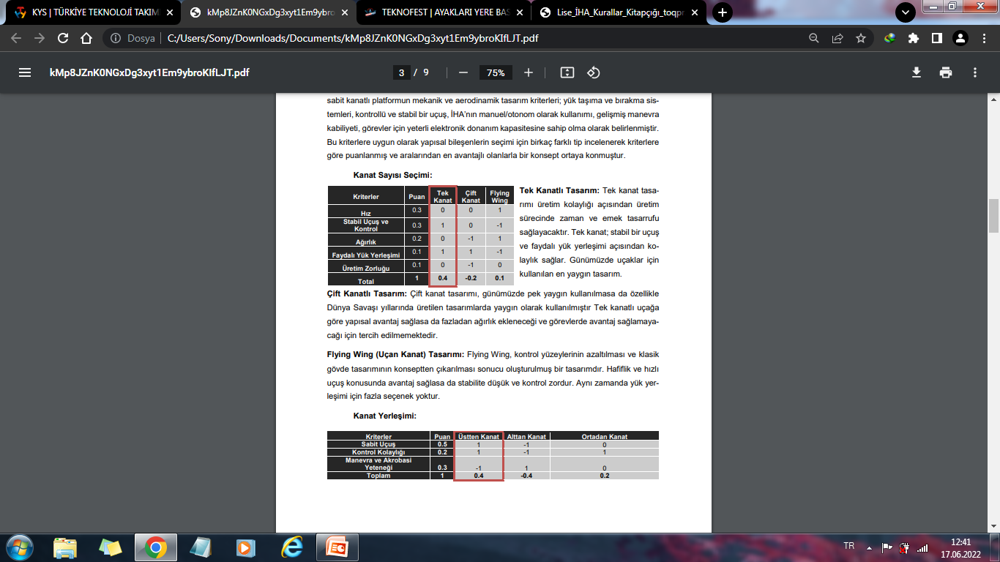 KYS | TÜRKİYE TEKNOLOJİ TAKIMI
kMp8JZnK0NGxDg3xyt1Em9ybro
TEKNOFEST | AYAKLARI YERE BAS
Lise_İHA_Kurallar_Kitapçığı_toqpr
Dosya | C:/Users/Sony/Downloads/Documents/kMp8JZnK0NGxDg3xyt1Em9ybroKIfLJT.pdf
kMp8JZnK0NGxDg3xyt1Em9ybroKIfLJT.pdf
3 / 9
75%
sabit kanatlı platformun mekanik ve aerodinamik tasarım kriterleri; yük taşıma ve bırakma sis-
temleri, kontrollü ve stabil bir uçuş, İHA'nın manuel/otonom olarak kullanımı, gelişmiş manevra
kabiliyeti, görevler için yeterli elektronik donanım kapasitesine sahip olma olarak belirlenmiştir.
Bu kriterlere uygun olarak yapısal bileşenlerin seçimi için birkaç farklı tip incelenerek kriterlere
göre puanlanmış ve aralarından en avantajlı olanlarla bir konsept ortaya konmuştur.
Kanat Sayısı Seçimi:
Kriterler Puan Tek Kanat Çift Kanat Flying Wing
Hız 0.3 0 0 1
Stabil Uçuş ve Kontrol 0.3 1 0 -1
Ağırlık 0.2 0 -1 1
Faydalı Yük Yerleşimi 0.1 1 1 -1
Üretim Zorluğu 0.1 0 -1 0
Total 1 0.4 -0.2 0.1
Tek Kanatlı Tasarım: Tek kanat tasa-
rımı üretim kolaylığı açısından üretim
sürecinde zaman ve emek tasarrufu
sağlayacaktır. Tek kanat; stabil bir uçuş
ve faydalı yük yerleşimi açısından ko-
laylık sağlar. Günümüzde uçaklar için
kullanılan en yaygın tasarım.
Çift Kanatlı Tasarım: Çift kanat tasarımı, günümüzde pek yaygın kullanılmasa da özellikle
Dünya Savaşı yıllarında üretilen tasarımlarda yaygın olarak kullanılmıştır Tek kanatlı uçağa
göre yapısal avantaj sağlasa da fazladan ağırlık ekleneceği ve görevlerde avantaj sağlamaya-
cağı için tercih edilmemektedir.
Flying Wing (Uçan Kanat) Tasarımı: Flying Wing, kontrol yüzeylerinin azaltılması ve klasik
gövde tasarımının konseptten çıkarılması sonucu oluşturulmuş bir tasarımdır. Hafiflik ve hızlı
uçuş konusunda avantaj sağlasa da stabilite düşük ve kontrol zordur. Aynı zamanda yük yer-
leşimi için fazla seçenek yoktur.
Kanat Yerleşimi:
Kriterler Puan Üstten Kanat Alttan Kanat Ortadan Kanat
Sabit Uçuş 0.5 1 -1 0
Kontrol Kolaylığı 0.2 1 -1 1
Manevra ve Akrobasi Yeteneği 0.3 -1 1 0
Toplam 1 0.4 -0.4 0.2
TR
12:41
17.06.2022